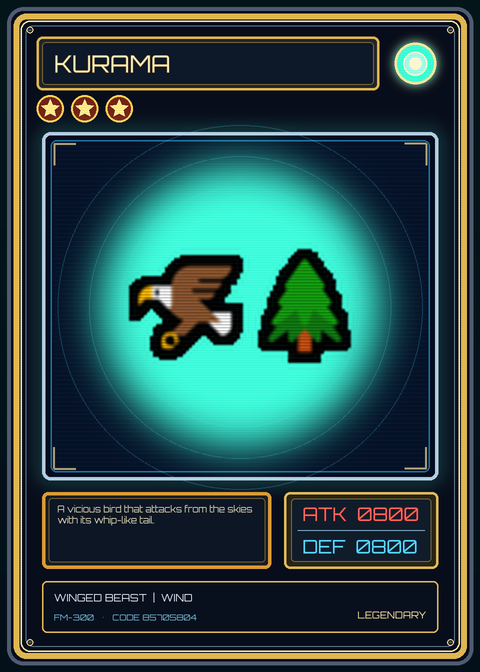 KURAMA
A vicious bird that attacks from the skies
with its whip-like tail.
ATK 0800
DEF 0800
WINGED BEAST | WIND
FM-300 · CODE 85705804
LEGENDARY